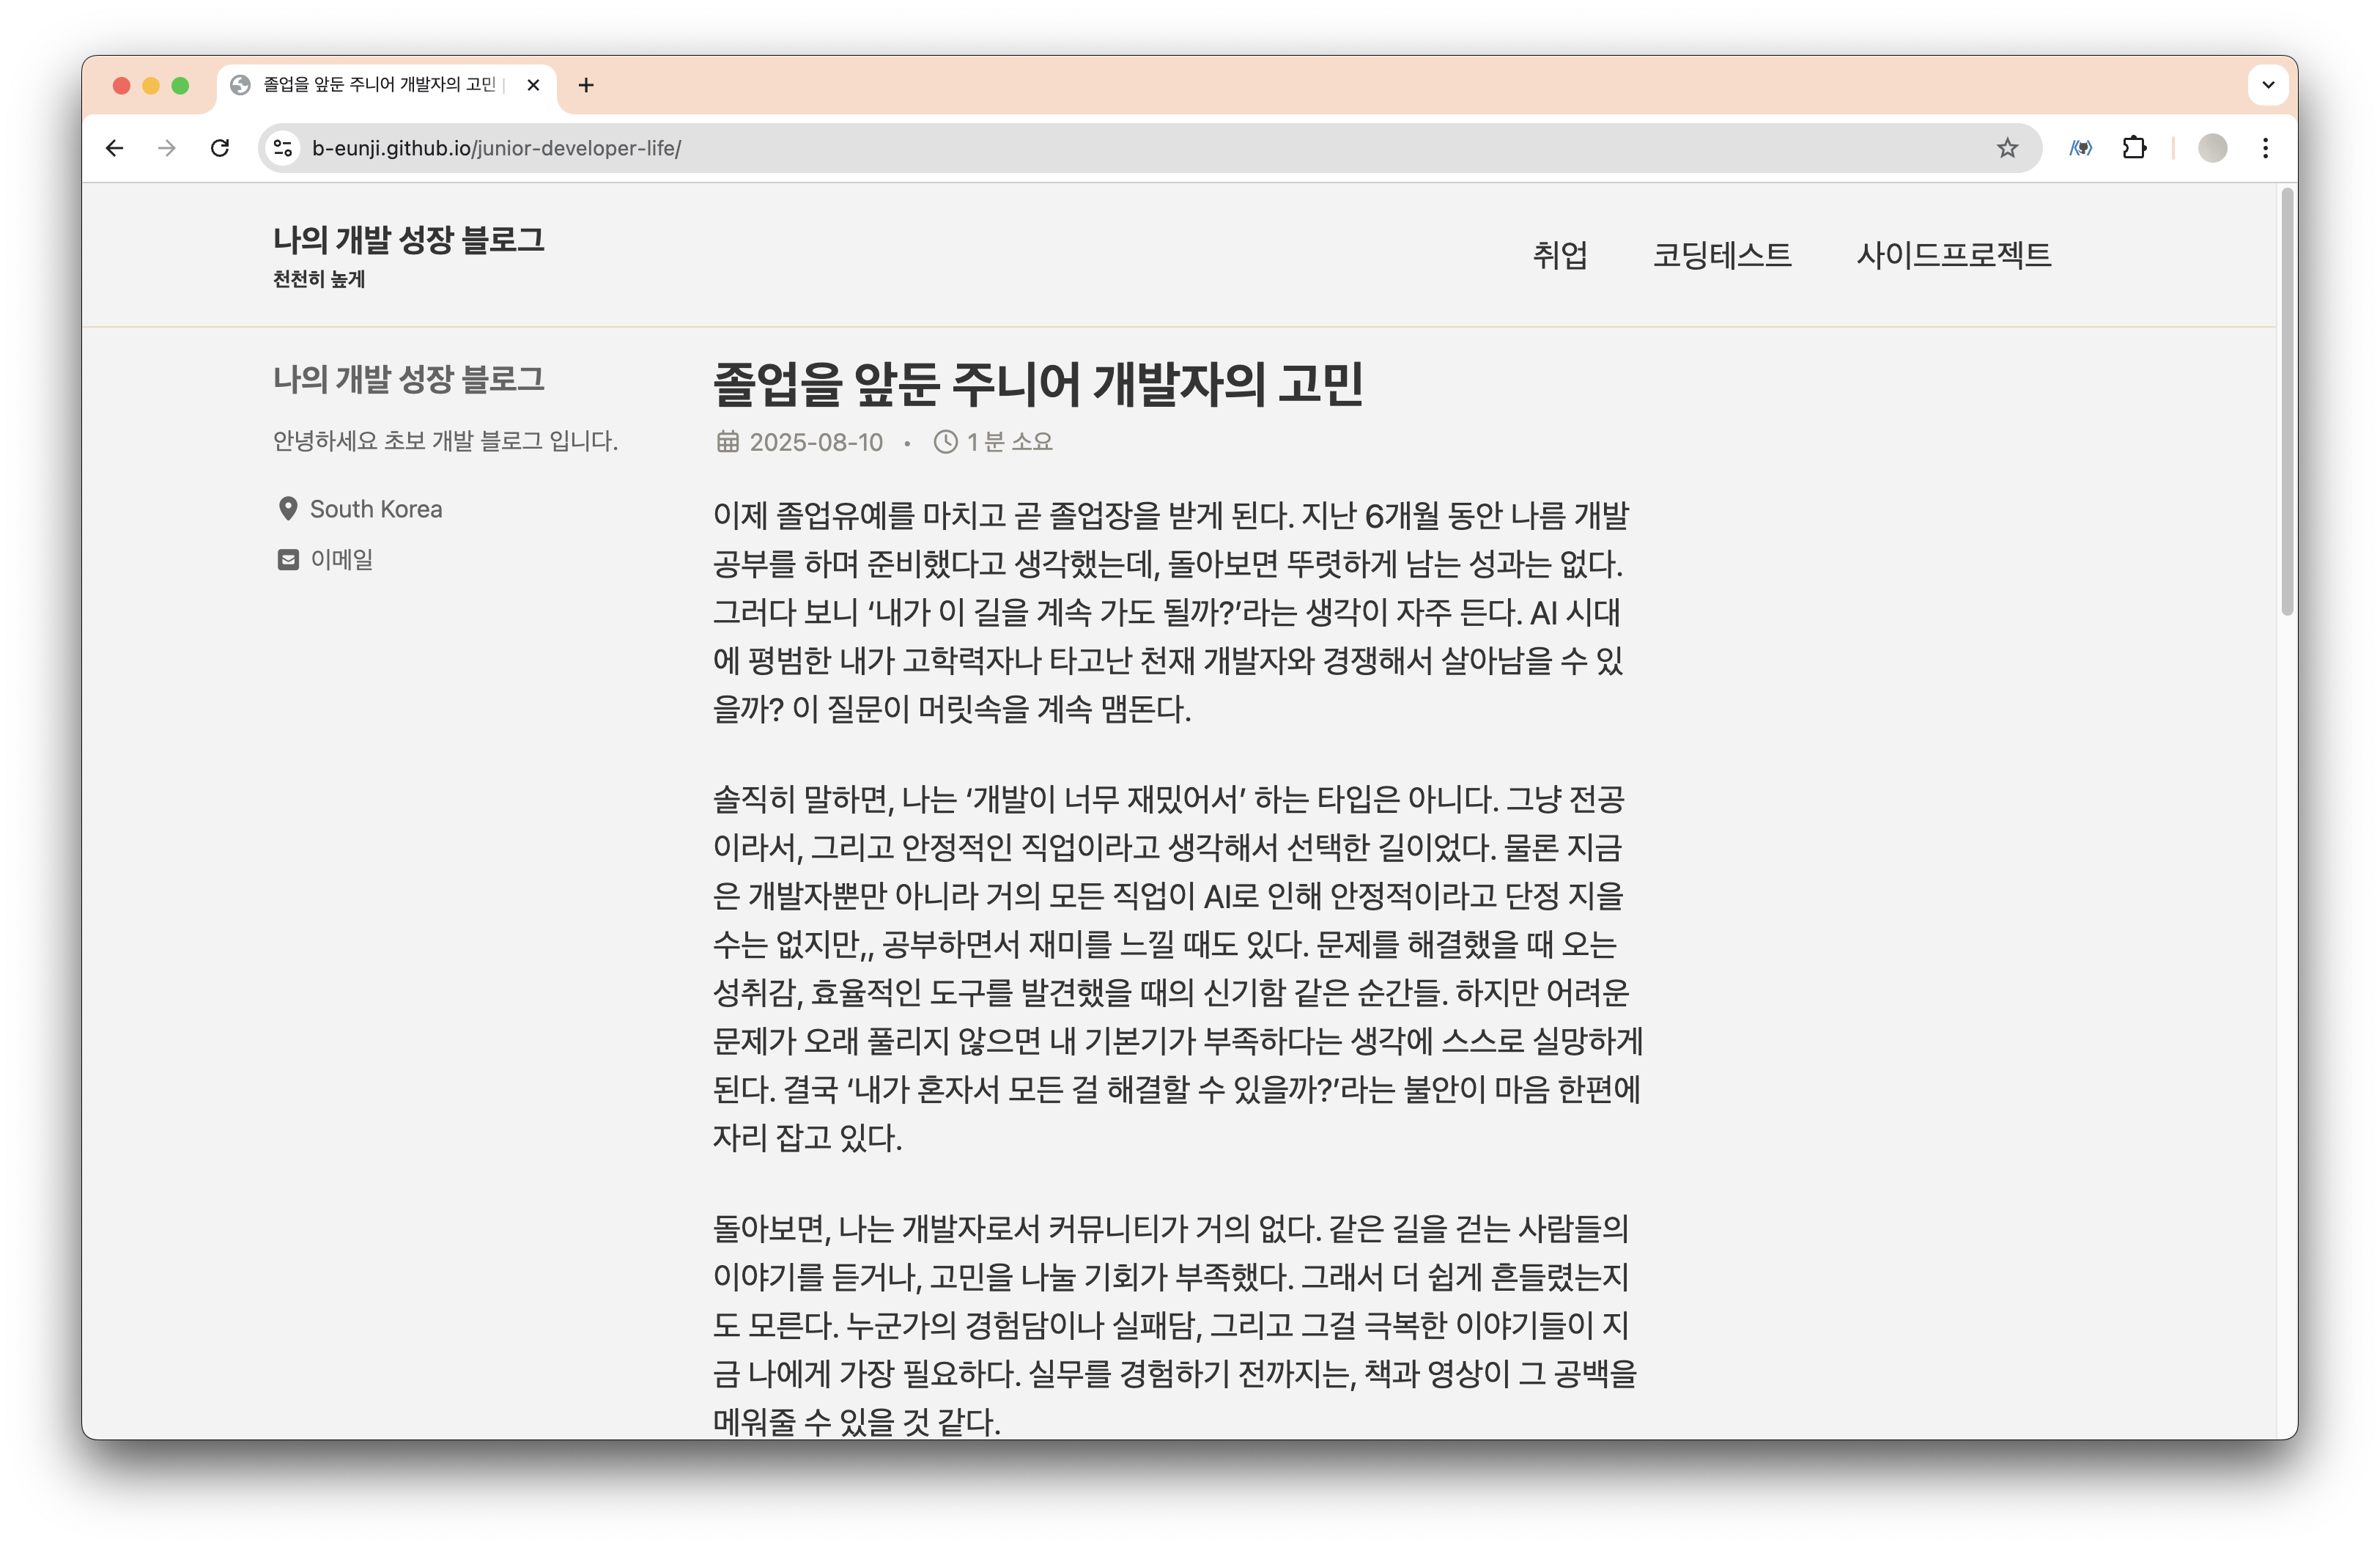 졸업을 앞둔 주니어 개발자의 고민
b-eunji.github.io/junior-developer-life/
나의 개발 성장 블로그
천천히 높게
취업 코딩테스트 사이드프로젝트
나의 개발 성장 블로그
안녕하세요 초보 개발 블로그 입니다.
South Korea
이메일
졸업을 앞둔 주니어 개발자의 고민
2025-08-10 • 1 분 소요
이제 졸업유예를 마치고 곧 졸업장을 받게 된다. 지난 6개월 동안 나름 개발
공부를 하며 준비했다고 생각했는데, 돌아보면 뚜렷하게 남는 성과는 없다.
그러다 보니 ‘내가 이 길을 계속 가도 될까?’라는 생각이 자주 든다. AI 시대
에 평범한 내가 고학력자나 타고난 천재 개발자와 경쟁해서 살아남을 수 있
을까? 이 질문이 머릿속을 계속 맴돈다.
솔직히 말하면, 나는 ‘개발이 너무 재밌어서’ 하는 타입은 아니다. 그냥 전공
이라서, 그리고 안정적인 직업이라고 생각해서 선택한 길이었다. 물론 지금
은 개발자뿐만 아니라 거의 모든 직업이 AI로 인해 안정적이라고 단정 지을
수는 없지만,, 공부하면서 재미를 느낄 때도 있다. 문제를 해결했을 때 오는
성취감, 효율적인 도구를 발견했을 때의 신기함 같은 순간들. 하지만 어려운
문제가 오래 풀리지 않으면 내 기본기가 부족하다는 생각에 스스로 실망하게
된다. 결국 ‘내가 혼자서 모든 걸 해결할 수 있을까?’라는 불안이 마음 한편에
자리 잡고 있다.
돌아보면, 나는 개발자로서 커뮤니티가 거의 없다. 같은 길을 걷는 사람들의
이야기를 듣거나, 고민을 나눌 기회가 부족했다. 그래서 더 쉽게 흔들렸는지
도 모른다. 누군가의 경험담이나 실패담, 그리고 그걸 극복한 이야기들이 지
금 나에게 가장 필요하다. 실무를 경험하기 전까지는, 책과 영상이 그 공백을
메워줄 수 있을 것 같다.